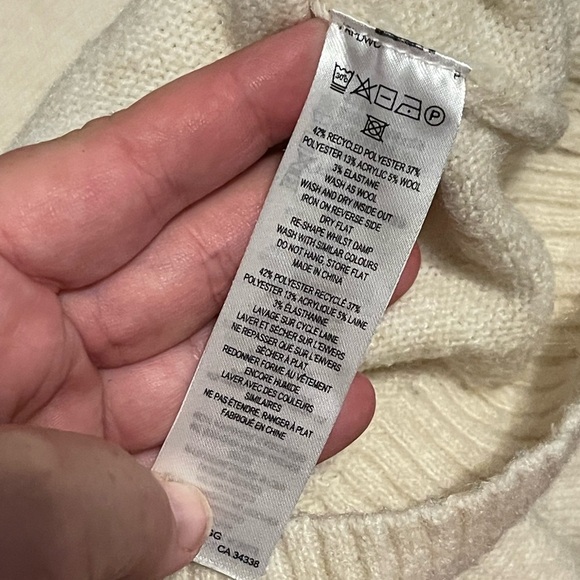 30°C
P
42% RECYCLED POLYESTER 37%
POLYESTER 13% ACRYLIC 5% WOOL
3% ELASTANE
WASH AS WOOL
WASH AND DRY INSIDE OUT
IRON ON REVERSE SIDE
DRY FLAT
RE-SHAPE WHILST DAMP
WASH WITH SIMILAR COLOURS
DO NOT HANG, STORE FLAT
MADE IN CHINA
42% POLYESTER RECYCLÉ 37%
POLYESTER 13% ACRYLIQUE 5% LAINE
3% ÉLASTHANNE
LAVAGE SUR CYCLE LAINE
LAVER ET SÉCHER SUR L'ENVERS
NE REPASSER QUE SUR L'ENVERS
SÉCHER À PLAT
REDONNER FORME AU VÊTEMENT
ENCORE HUMIDE
LAVER AVEC DES COULEURS
SIMILAIRES
NE PAS ÉTENDRE, RANGER À PLAT
FABRIQUÉ EN CHINE
CA 34338